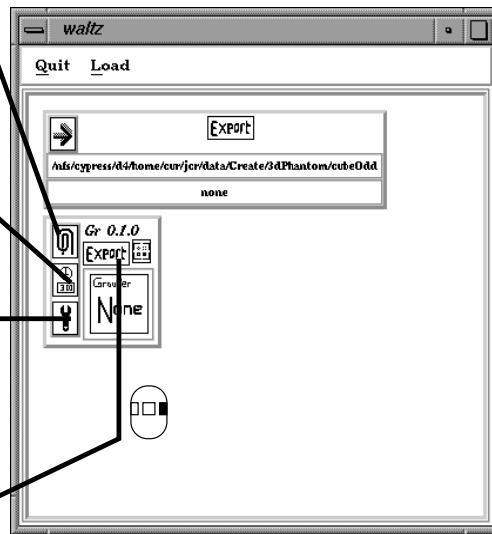 waltz
Quit Load
Export
/nfs/cypress/d4/home/cur/jcr/data/Create/3dPhantom/cubeOdd
none
Gr 0.1.0
Export
Grouper
None